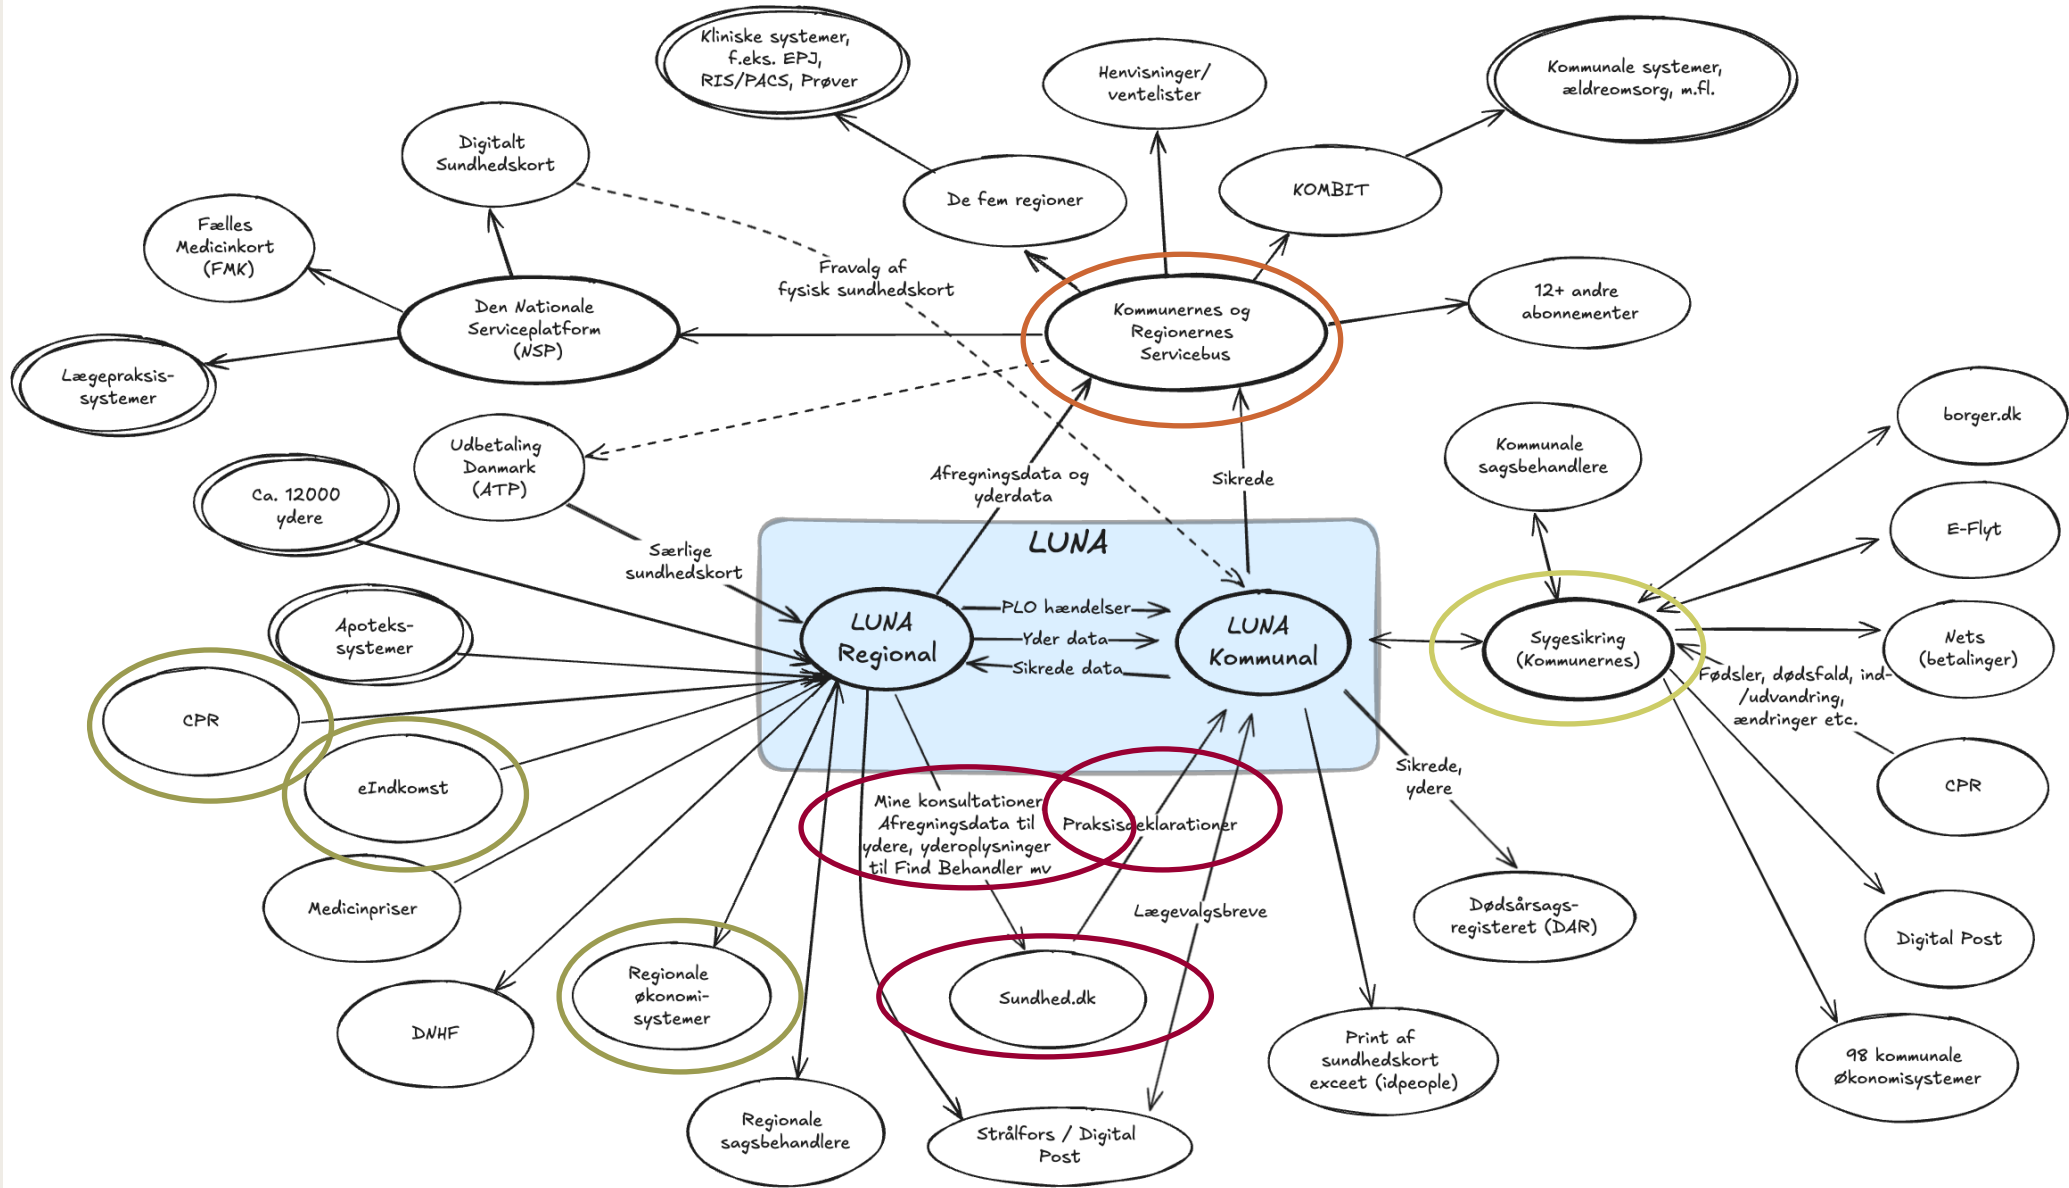 Kliniske systemer,
f.eks. EPJ,
RIS/PACS, Prøver
Henvisninger/
ventelister
Kommunale systemer,
ældreomsorg, m.fl.
Digitalt
Sundhedskort
De fem regioner
KOMBIT
Fælles
Medicinkort
(FMK)
Fravalg af
fysisk sundhedskort
Den Nationale
Serviceplatform
(NSP)
Kommunernes og
Regionernes
Servicebus
12+ andre
abonnementer
Lægepraksis-
systemer
Udbetaling
Danmark
(ATP)
Afregningsdata og
yderdata
Sikrede
Kommunale
sagsbehandlere
borger.dk
Ca. 12000
ydere
Særlige
sundhedskort
LUNA
E-Flyt
Apoteks-
systemer
LUNA
Regional
PLO hændelser
Yder data
Sikrede data
LUNA
Kommunal
Sygesikring
(Kommunernes)
Nets
(betalinger)
Fødsler, dødsfald, ind-
/udvandring,
ændringer etc.
CPR
eIndkomst
Mine konsultationer
Afregningsdata til
ydere, yderoplysninger
til Find Behandler mv
Praksisdeklarationer
Sikrede,
ydere
CPR
Medicinpriser
Lægevalgsbreve
Dødsårsags-
registeret (DAR)
Digital Post
DNHF
Regionale
økonomi-
systemer
Sundhed.dk
Print af
sundhedskort
exceet (idpeople)
98 kommunale
Økonomisystemer
Regionale
sagsbehandlere
Strålfors / Digital
Post